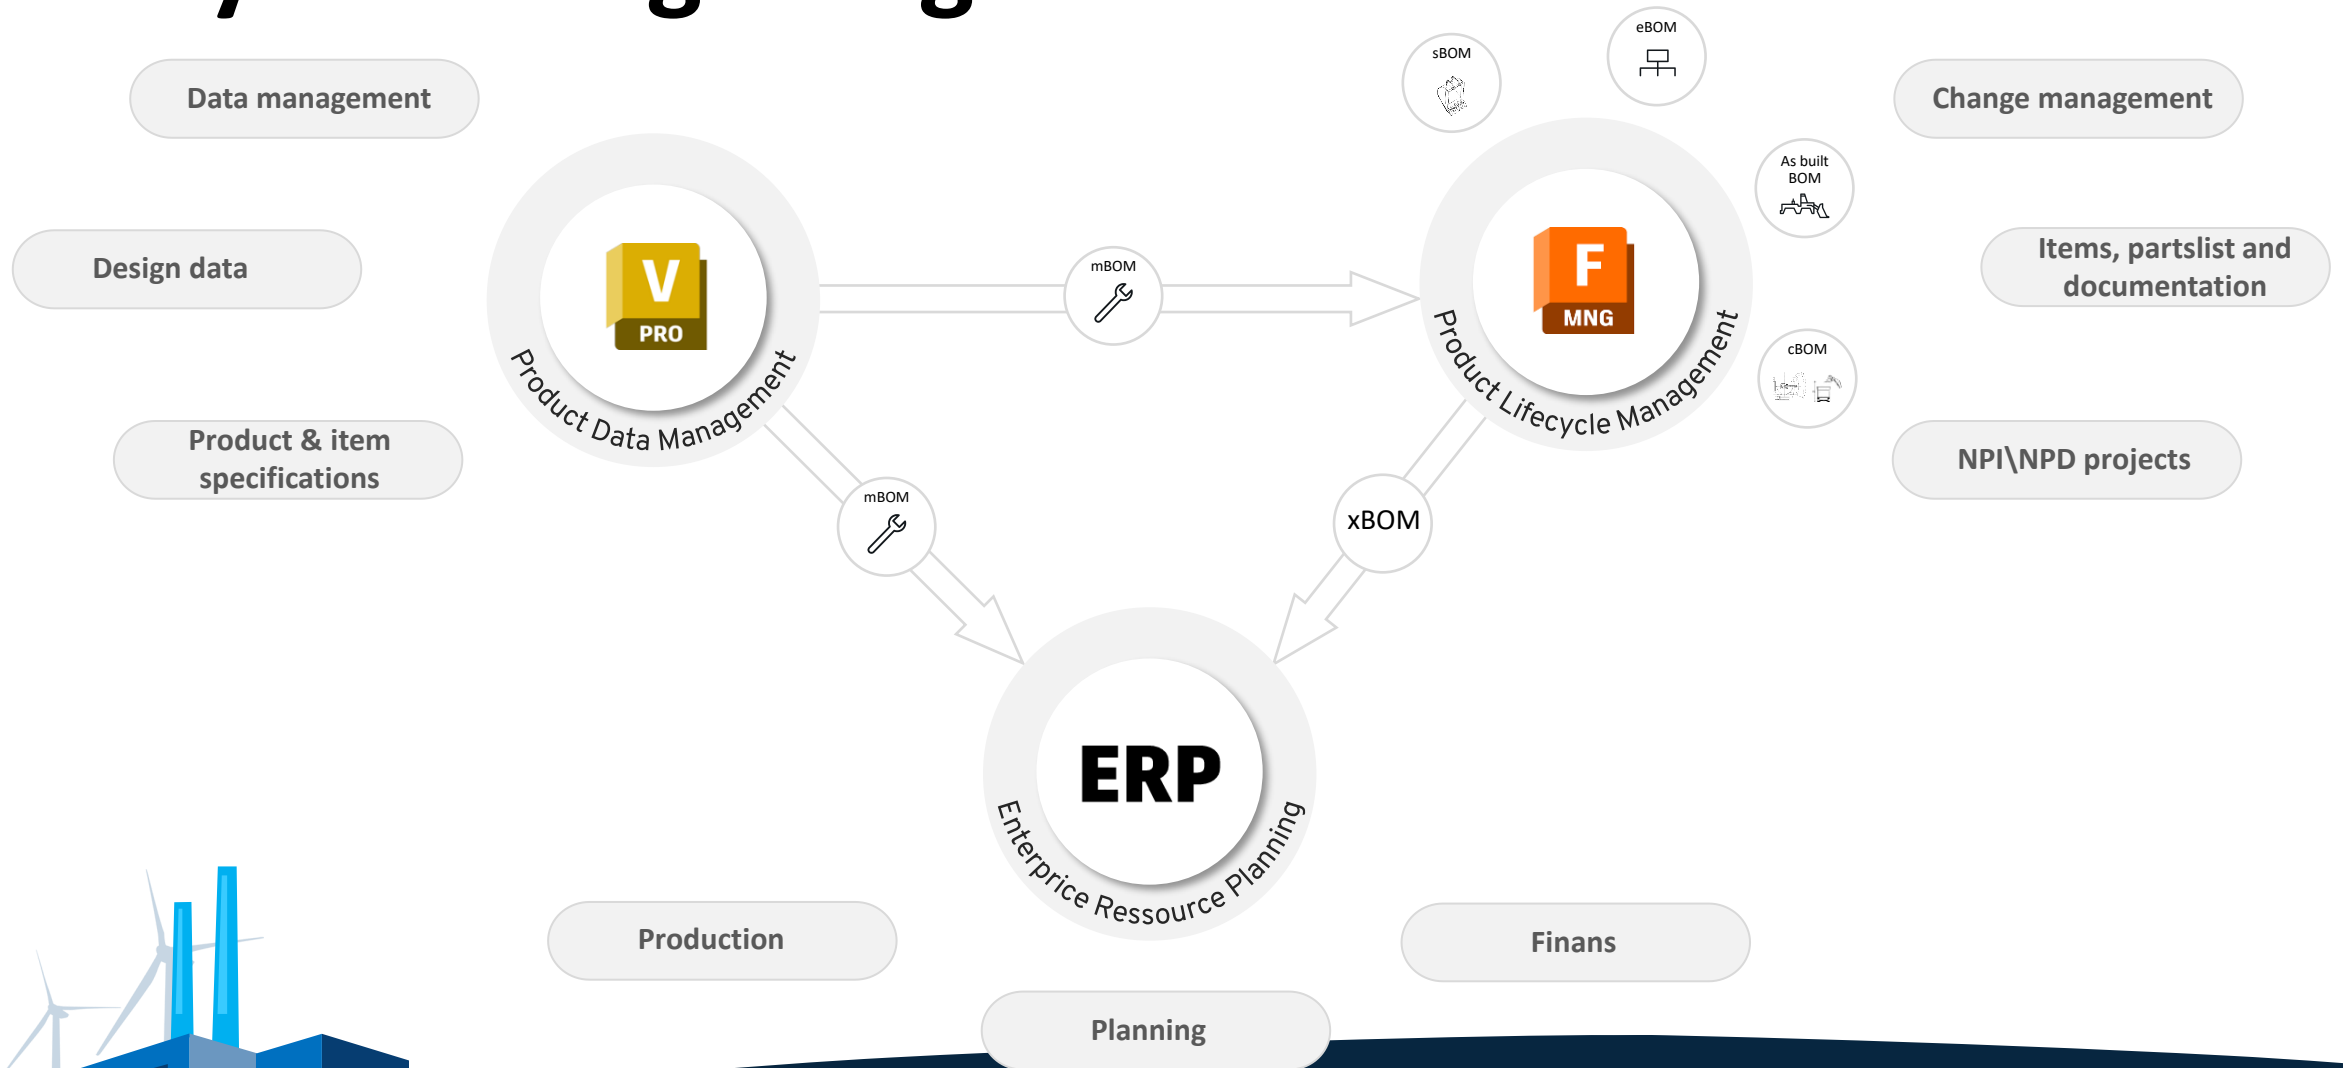 Data management
Design data
Product & item
specifications
V
PRO
Product Data Management
mBOM
mBOM
sBOM
eBOM
As built
BOM
cBOM
F
MNG
Product Lifecycle Management
xBOM
Change management
Items, partslist and
documentation
NPI\NPD projects
ERP
Enterprice Ressource Planning
Production
Planning
Finans